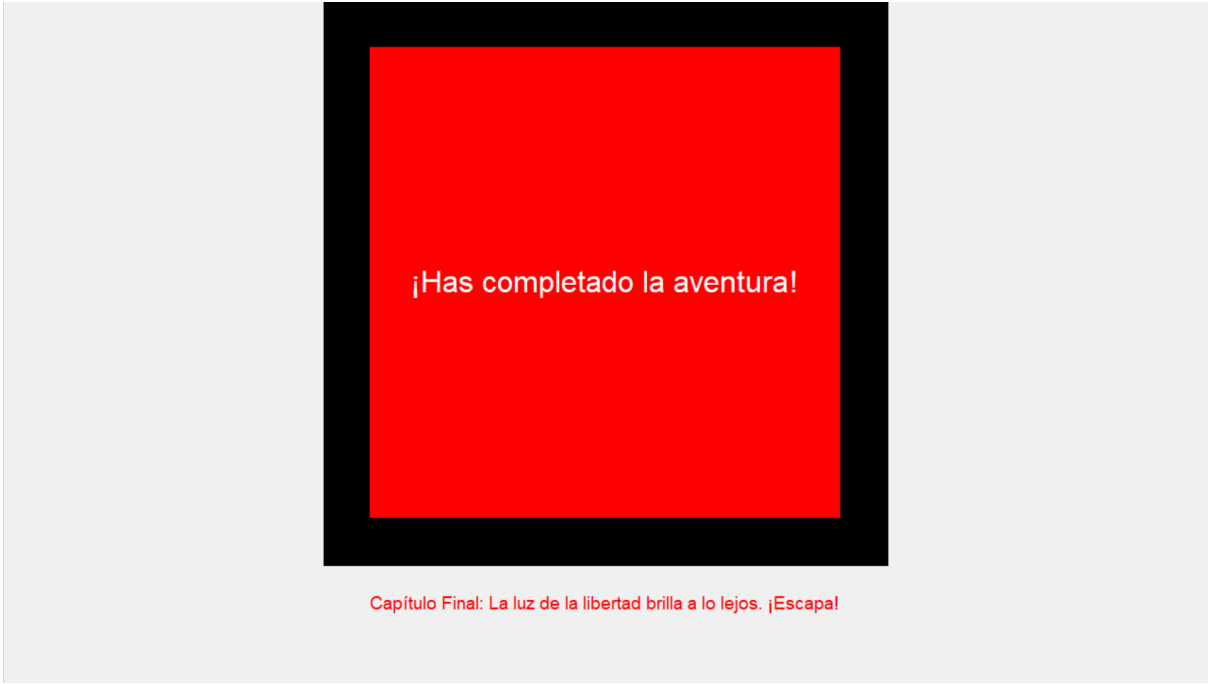 ¡Has completado la aventura!
Capítulo Final: La luz de la libertad brilla a lo lejos. ¡Escapa!